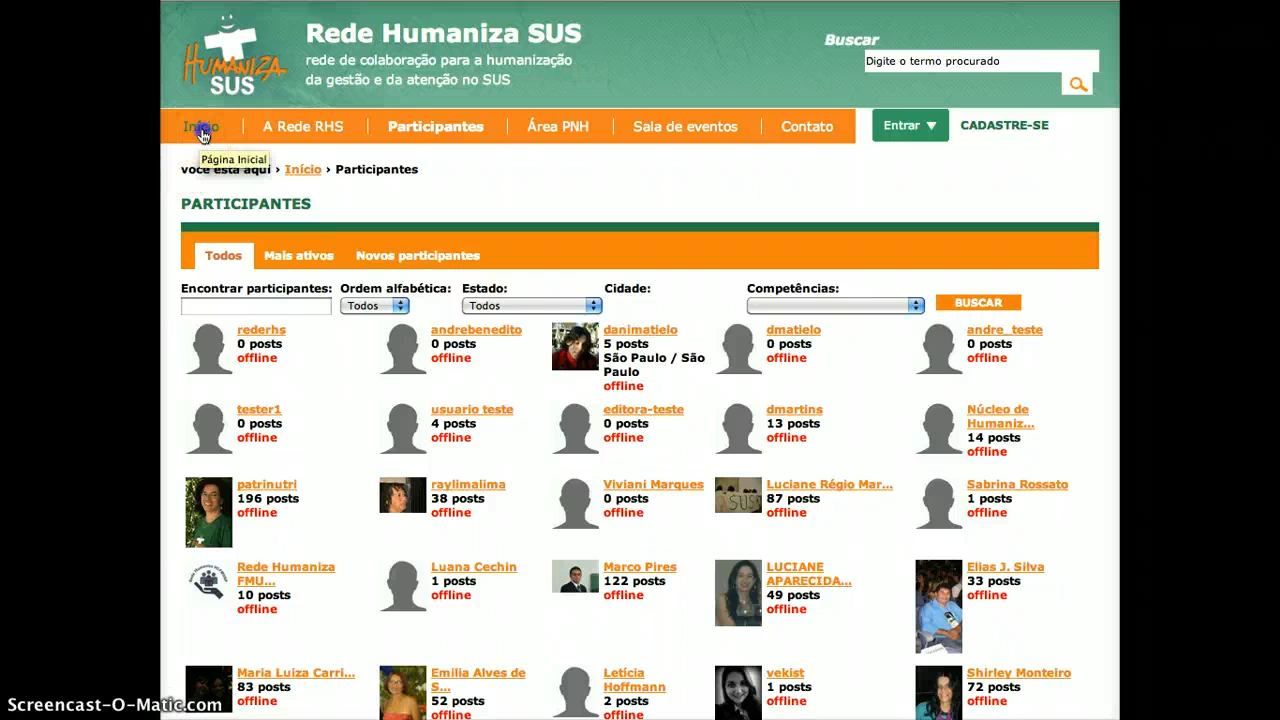 Rede Humaniza SUS
rede de colaboração para a humanização
da gestão e da atenção no SUS
HUMANIZA
SUS
Buscar
Digite o termo procurado
Início
A Rede RHS
Participantes
Área PNH
Sala de eventos
Contato
Entrar ▼
CADASTRE-SE
Página Inicial
você está aqui › Início › Participantes
PARTICIPANTES
Todos
Mais ativos
Novos participantes
Encontrar participantes:
Ordem alfabética:
Estado:
Cidade:
Competências:
Todos
Todos
BUSCAR
rederhs
0 posts
offline
andrebenedito
0 posts
offline
danimatielo
5 posts
São Paulo / São
Paulo
offline
dmatielo
0 posts
offline
andre_teste
0 posts
offline
tester1
0 posts
offline
usuario teste
4 posts
offline
editora-teste
0 posts
offline
dmartins
13 posts
offline
Núcleo de
Humaniz...
14 posts
offline
patrinutri
196 posts
offline
raylimalima
38 posts
offline
Viviani Marques
0 posts
offline
SUS
Luciane Régio Mar...
87 posts
offline
Sabrina Rossato
1 posts
offline
Rede Humaniza
FMU...
10 posts
offline
Luana Cechin
1 posts
offline
Marco Pires
122 posts
offline
LUCIANE
APARECIDA...
49 posts
offline
Elias J. Silva
33 posts
offline
Maria Luiza Carri...
83 posts
offline
Emilia Alves de
S...
52 posts
offline
Letícia
Hoffmann
2 posts
offline
vekist
1 posts
offline
Shirley Monteiro
72 posts
offline
Screencast-O-Matic.com